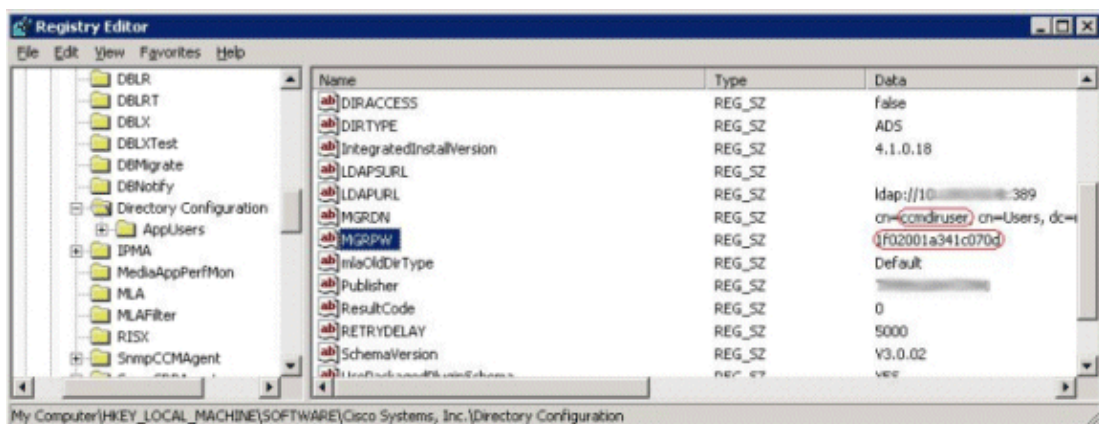 Registry Editor
File Edit View Favorites Help
DBLR
DBLRT
DBLX
DBLXTest
DBMigrate
DBNotify
Directory Configuration
AppUsers
IPMA
MediaAppPerfMon
MLA
MLAFilter
RISX
SnmpCCMAgent
Name Type Data
DIRACCESS REG_SZ false
DIRTYPE REG_SZ ADS
IntegratedInstallVersion REG_SZ 4.1.0.18
LDAPSURL REG_SZ
LDAPURL REG_SZ ldap://10 :389
MGRDN REG_SZ cn=ccmdiruser, cn=Users, dc=
MGRPW REG_SZ 1f02001a341c070d
mlaOldDirType REG_SZ Default
Publisher REG_SZ
ResultCode REG_SZ 0
RETRYDELAY REG_SZ 5000
SchemaVersion REG_SZ V3.0.02
UsePackagedPluginSchema REG_SZ YES
My Computer\HKEY_LOCAL_MACHINE\SOFTWARE\Cisco Systems, Inc.\Directory Configuration